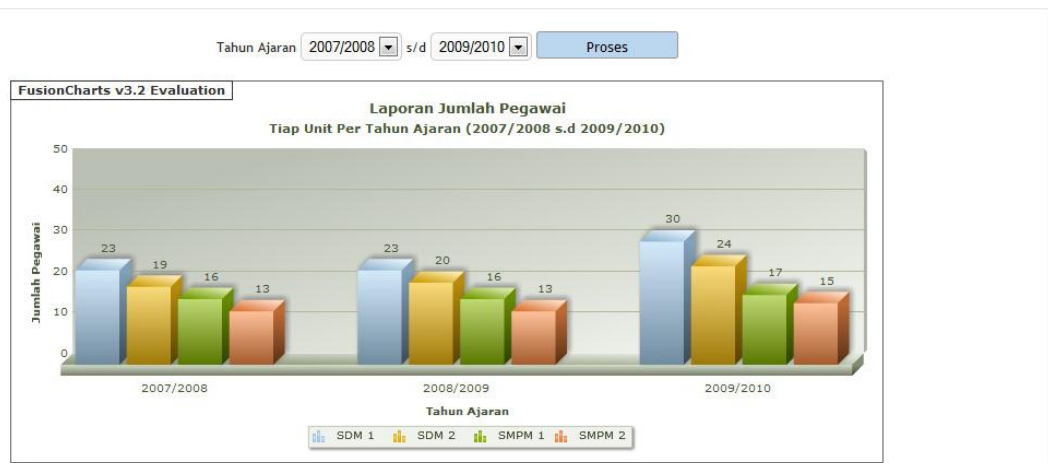 Tahun Ajaran 2007/2008 s/d 2009/2010 Proses
FusionCharts v3.2 Evaluation
Laporan Jumlah Pegawai
Tiap Unit Per Tahun Ajaran (2007/2008 s.d 2009/2010)
Jumlah Pegawai
50
40
30
20
10
0
23 19 16 13
23 20 16 13
30 24 17 15
2007/2008 2008/2009 2009/2010
Tahun Ajaran
SDM 1 SDM 2 SMPM 1 SMPM 2